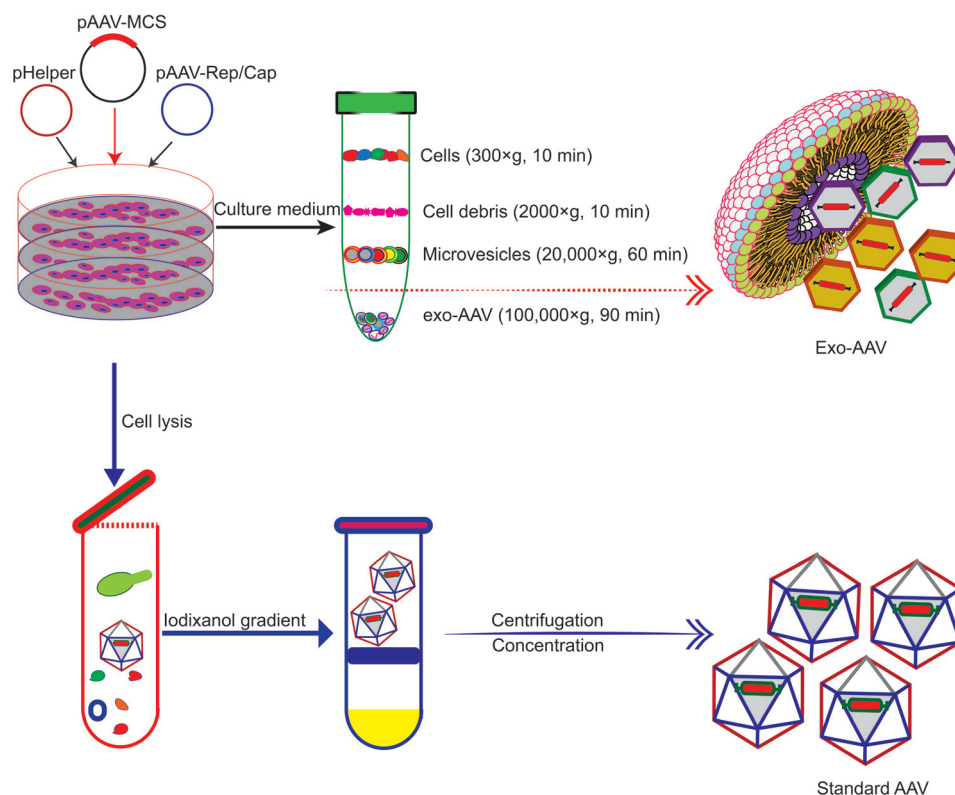 pAAV-MCS
pHelper
pAAV-Rep/Cap
Culture medium
Cells (300×g, 10 min)
Cell debris (2000×g, 10 min)
Microvesicles (20,000×g, 60 min)
exo-AAV (100,000×g, 90 min)
Exo-AAV
Cell lysis
Iodixanol gradient
Centrifugation
Concentration
Standard AAV